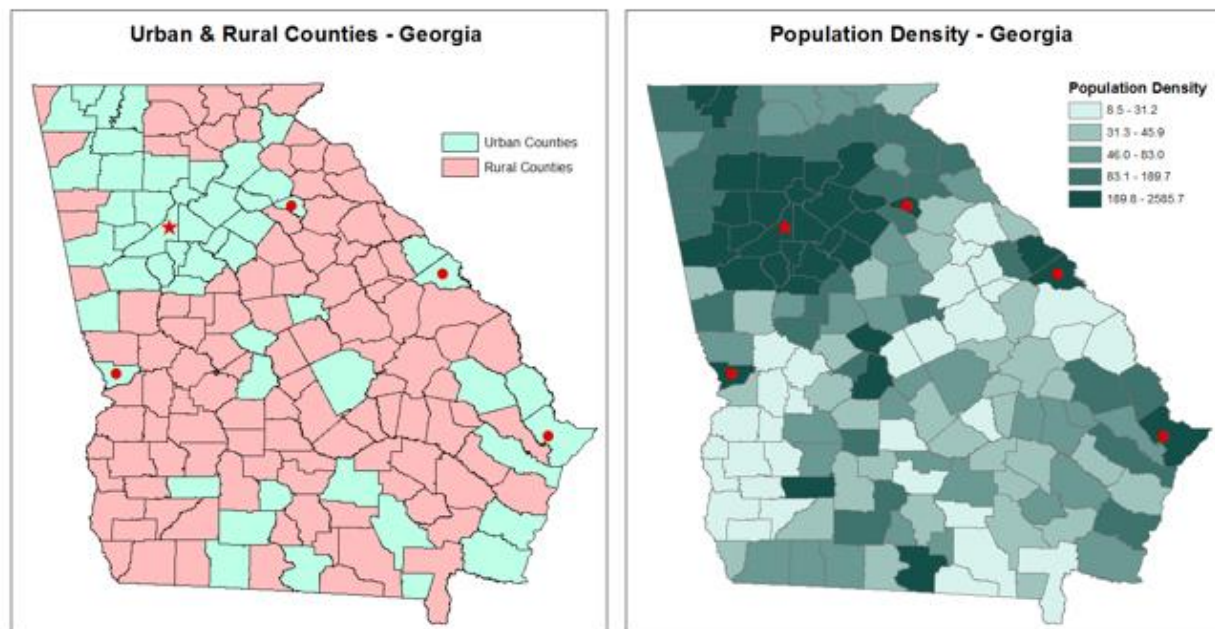 Urban & Rural Counties - Georgia
Urban Counties
Rural Counties
Population Density - Georgia
Population Density
8.5 - 31.2
31.3 - 45.9
46.0 - 83.0
83.1 - 189.7
189.8 - 2585.7